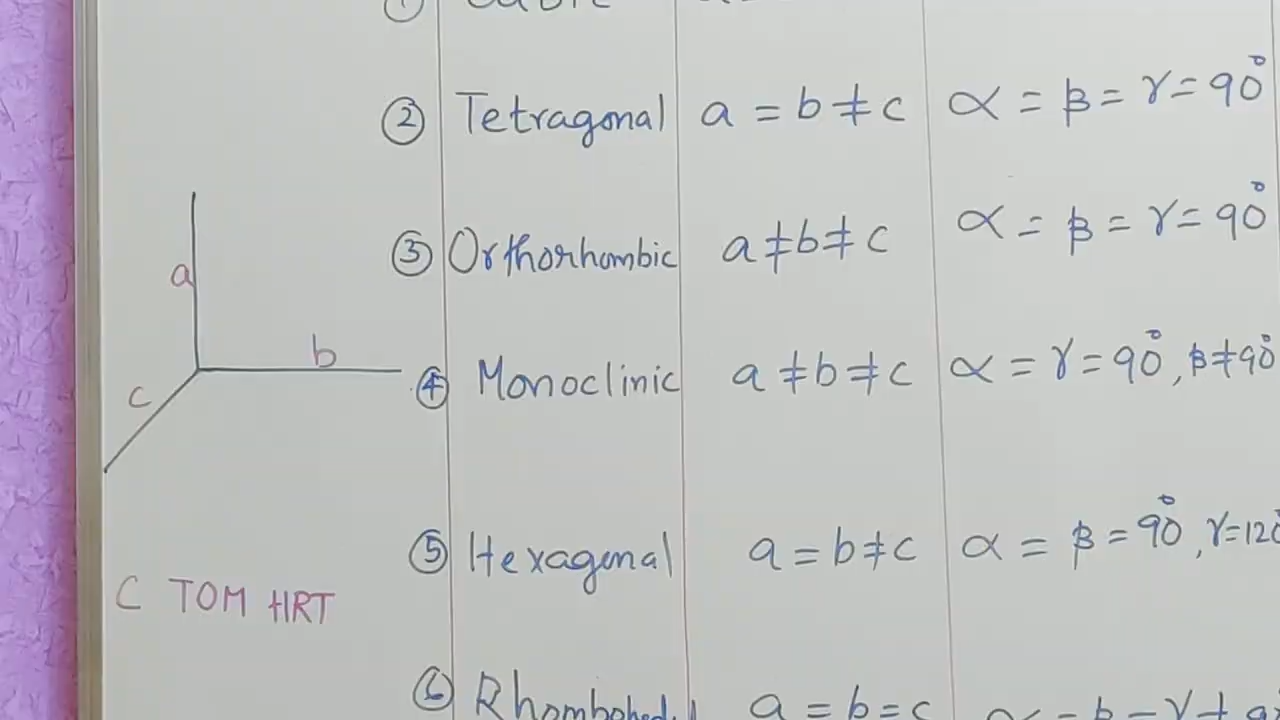 ② Tetragonal a = b ≠ c α = β = γ = 90°
③ Orthorhombic a ≠ b ≠ c α = β = γ = 90°
a
b
c
④ Monoclinic a ≠ b ≠ c α = γ = 90°, β ≠ 90°
⑤ Hexagonal a = b ≠ c α = β = 90°, γ = 120°
C TOM HRT
⑥ a = b = c